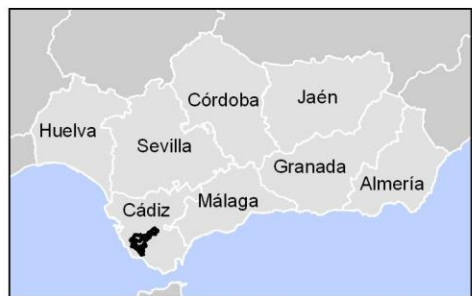 Córdoba
Jaén
Huelva
Sevilla
Granada
Almería
Cádiz
Málaga